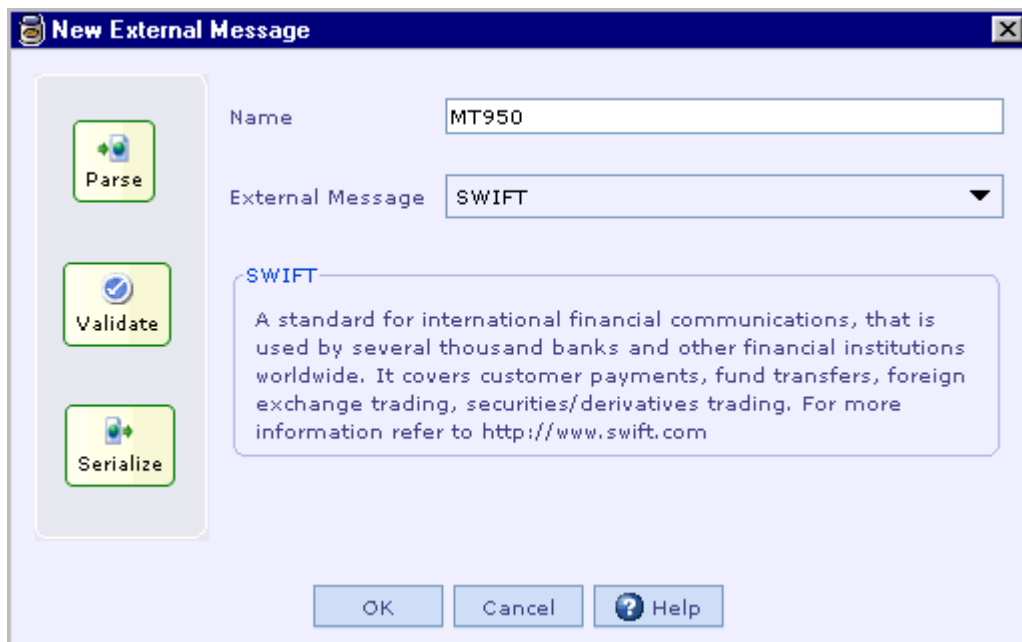 New External Message
Parse
Validate
Serialize
Name
MT950
External Message
SWIFT
SWIFT
A standard for international financial communications, that is
used by several thousand banks and other financial institutions
worldwide. It covers customer payments, fund transfers, foreign
exchange trading, securities/derivatives trading. For more
information refer to http://www.swift.com
OK
Cancel
Help